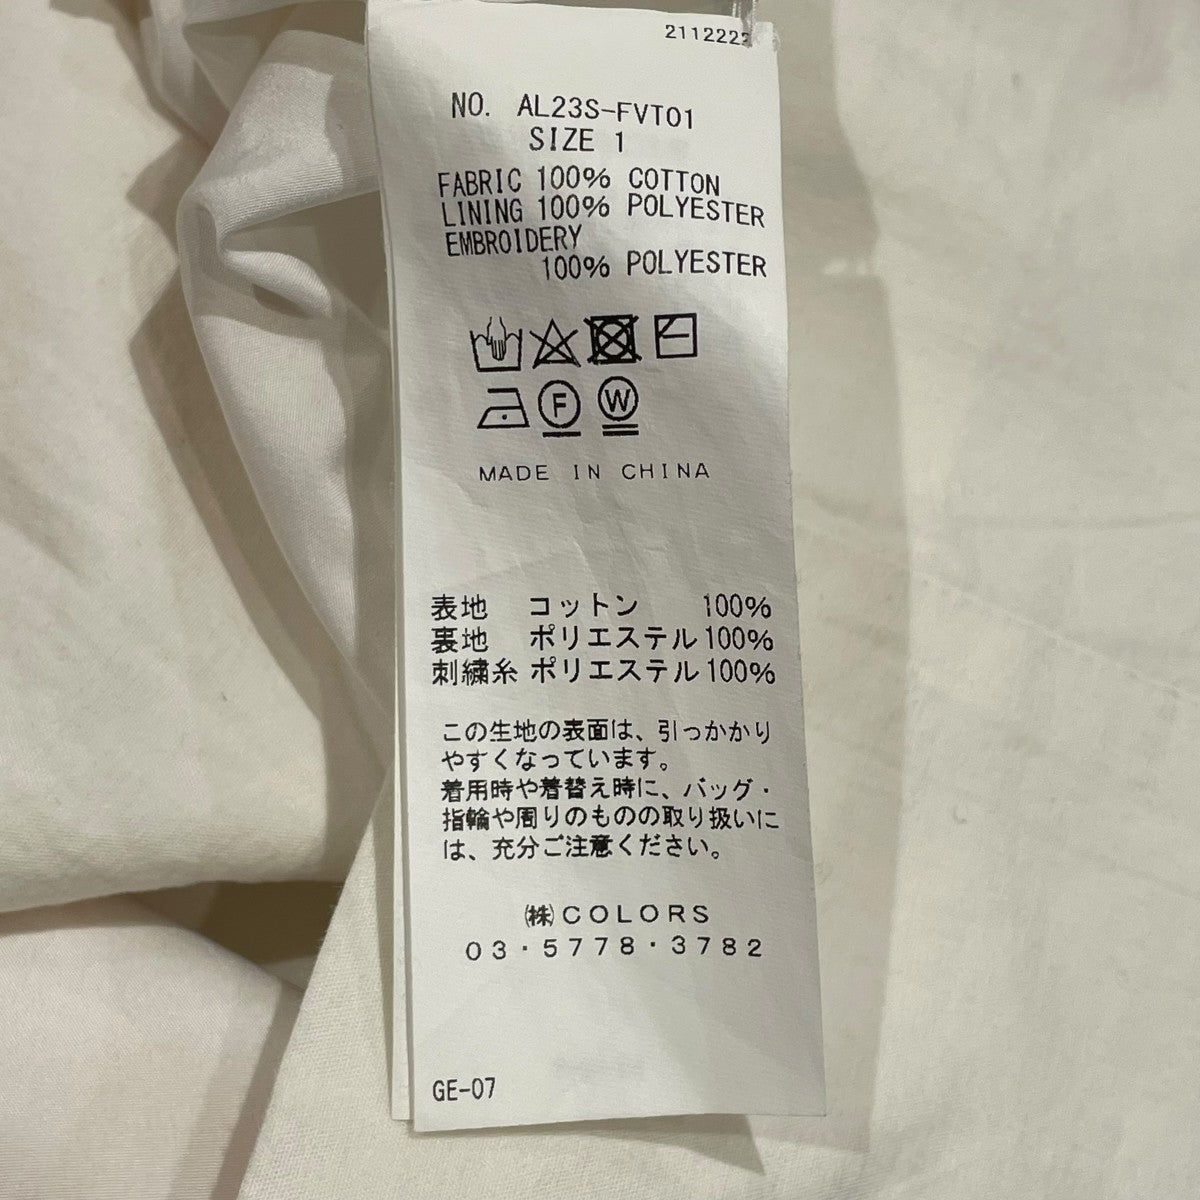 NO. AL23S-FVT01
SIZE 1
FABRIC 100% COTTON
LINING 100% POLYESTER
EMBROIDERY
100% POLYESTER
F W
MADE IN CHINA
表地 コットン 100%
裏地 ポリエステル 100%
刺繍糸 ポリエステル 100%
この生地の表面は、引っかかり
やすくなっています。
着用時や着替え時に、バッグ・
指輪や周りのものの取り扱いに
は、充分ご注意ください。
㈱COLORS
03・5778・3782
GE-07